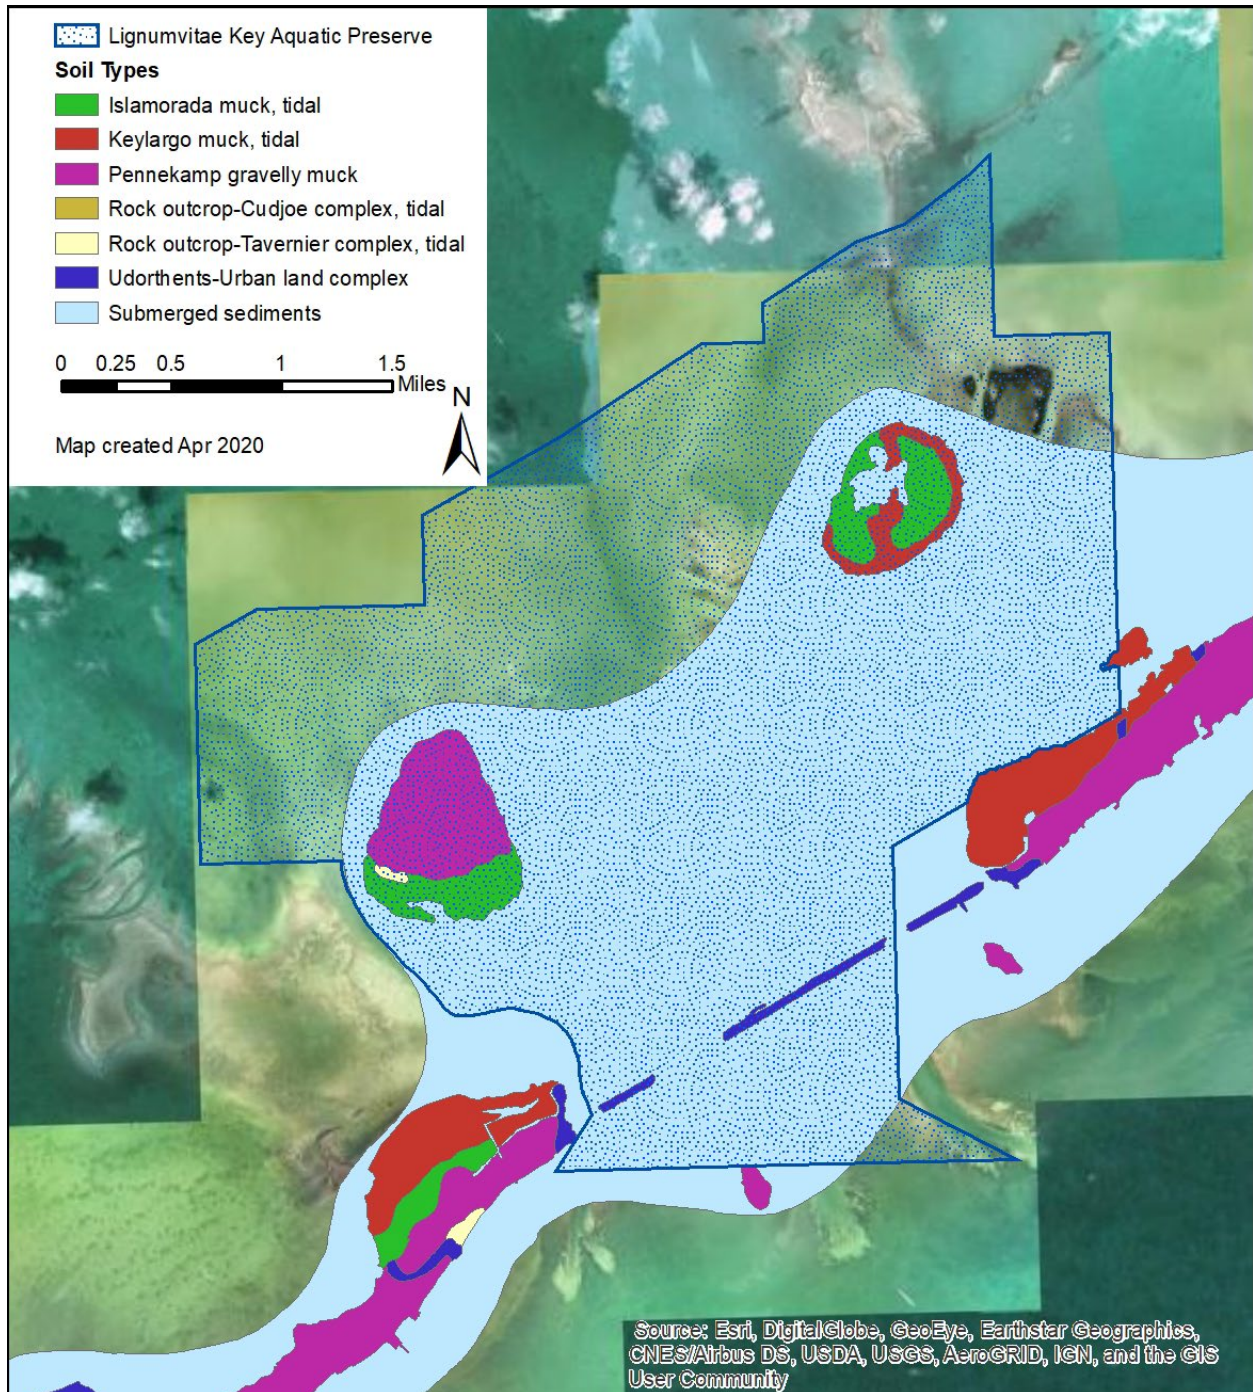 Lignumvitae Key Aquatic Preserve
Soil Types
Islamorada muck, tidal
Keylargo muck, tidal
Pennekamp gravelly muck
Rock outcrop-Cudjoe complex, tidal
Rock outcrop-Tavernier complex, tidal
Udorthents-Urban land complex
Submerged sediments
0 0.25 0.5 1 1.5
Miles
N
Map created Apr 2020
Source: Esri, DigitalGlobe, GeoEye, Earthstar Geographics,
CNES/Airbus DS, USDA, USGS, AeroGRID, IGN, and the GIS
User Community